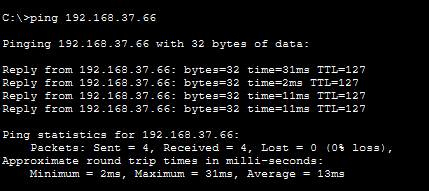 C:\>ping 192.168.37.66
Pinging 192.168.37.66 with 32 bytes of data:
Reply from 192.168.37.66: bytes=32 time=31ms TTL=127
Reply from 192.168.37.66: bytes=32 time=2ms TTL=127
Reply from 192.168.37.66: bytes=32 time=11ms TTL=127
Reply from 192.168.37.66: bytes=32 time=11ms TTL=127
Ping statistics for 192.168.37.66:
    Packets: Sent = 4, Received = 4, Lost = 0 (0% loss),
Approximate round trip times in milli-seconds:
    Minimum = 2ms, Maximum = 31ms, Average = 13ms